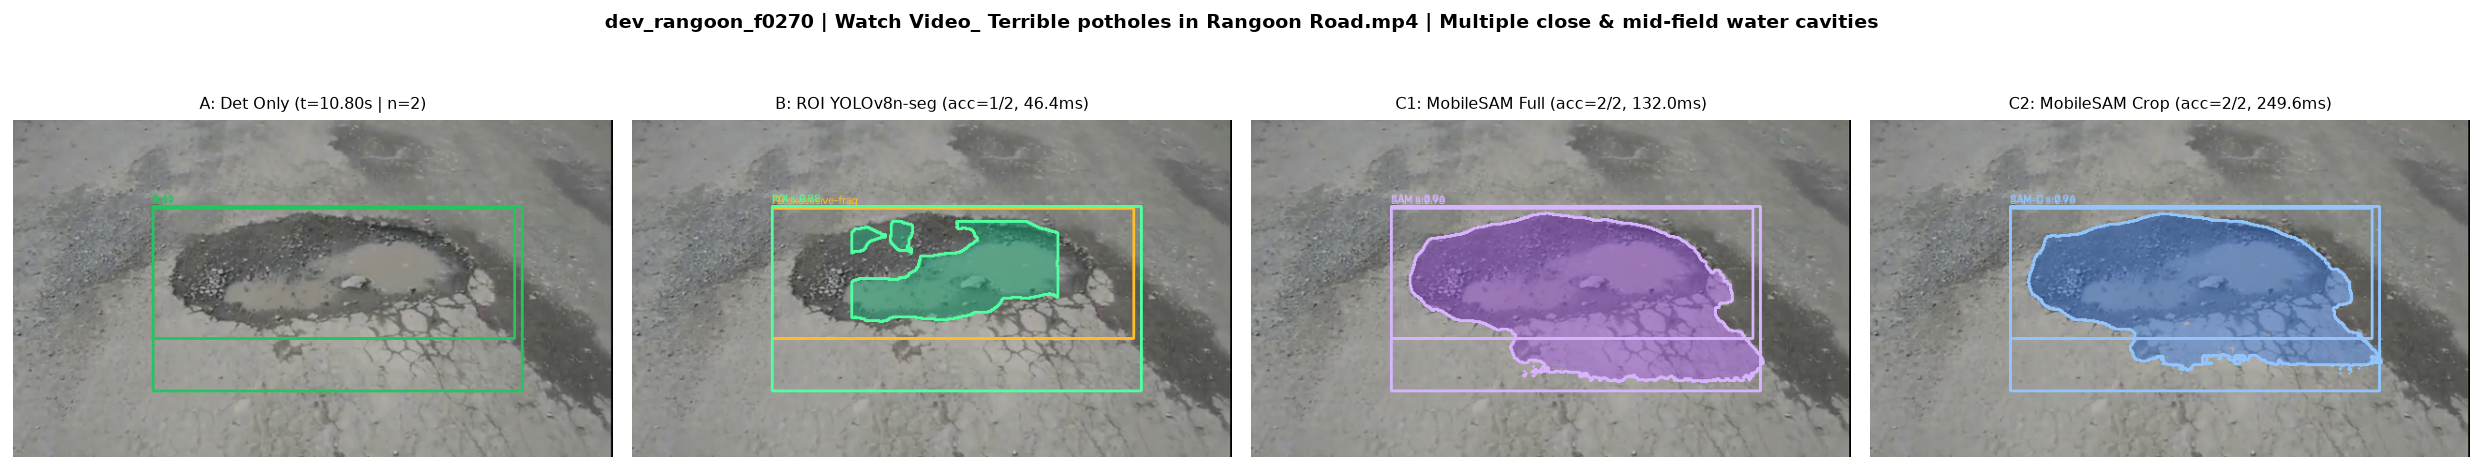 dev_rangoon_f0270 | Watch Video_ Terrible potholes in Rangoon Road.mp4 | Multiple close & mid-field water cavities
A: Det Only (t=10.80s | n=2)
B: ROI YOLOv8n-seg (acc=1/2, 46.4ms)
C1: MobileSAM Full (acc=2/2, 132.0ms)
C2: MobileSAM Crop (acc=2/2, 249.6ms)